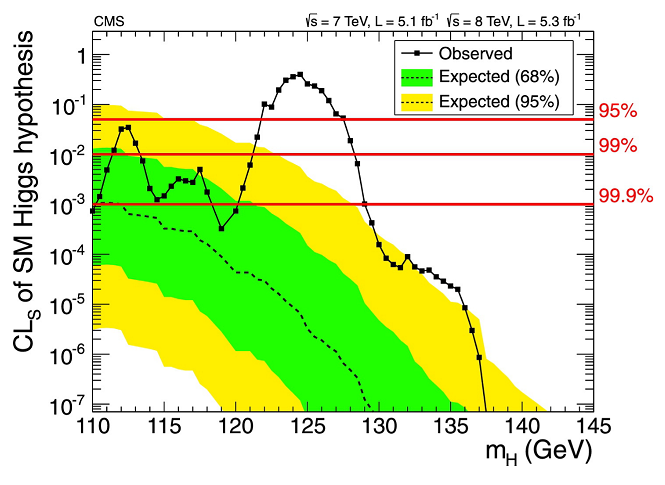 CMS √s = 7 TeV, L = 5.1 fb⁻¹ √s = 8 TeV, L = 5.3 fb⁻¹
Observed
Expected (68%)
Expected (95%)
95%
99%
99.9%
CLₛ of SM Higgs hypothesis
1
10⁻¹
10⁻²
10⁻³
10⁻⁴
10⁻⁵
10⁻⁶
10⁻⁷
110 115 120 125 130 135 140 145
m_H (GeV)